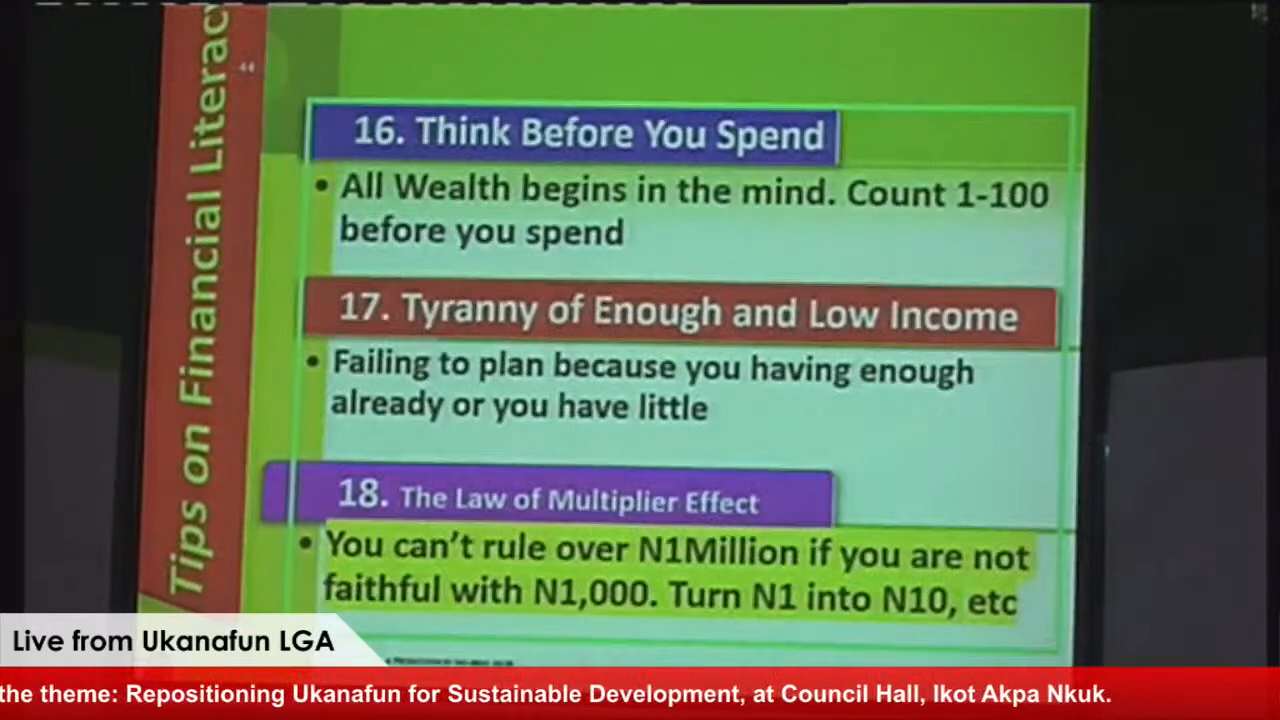 Tips on Financial Literac
44
16. Think Before You Spend
• All Wealth begins in the mind. Count 1-100
before you spend
17. Tyranny of Enough and Low Income
• Failing to plan because you having enough
already or you have little
18. The Law of Multiplier Effect
• You can't rule over N1Million if you are not
faithful with N1,000. Turn N1 into N10, etc
Live from Ukanafun LGA
the theme: Repositioning Ukanafun for Sustainable Development, at Council Hall, Ikot Akpa Nkuk.